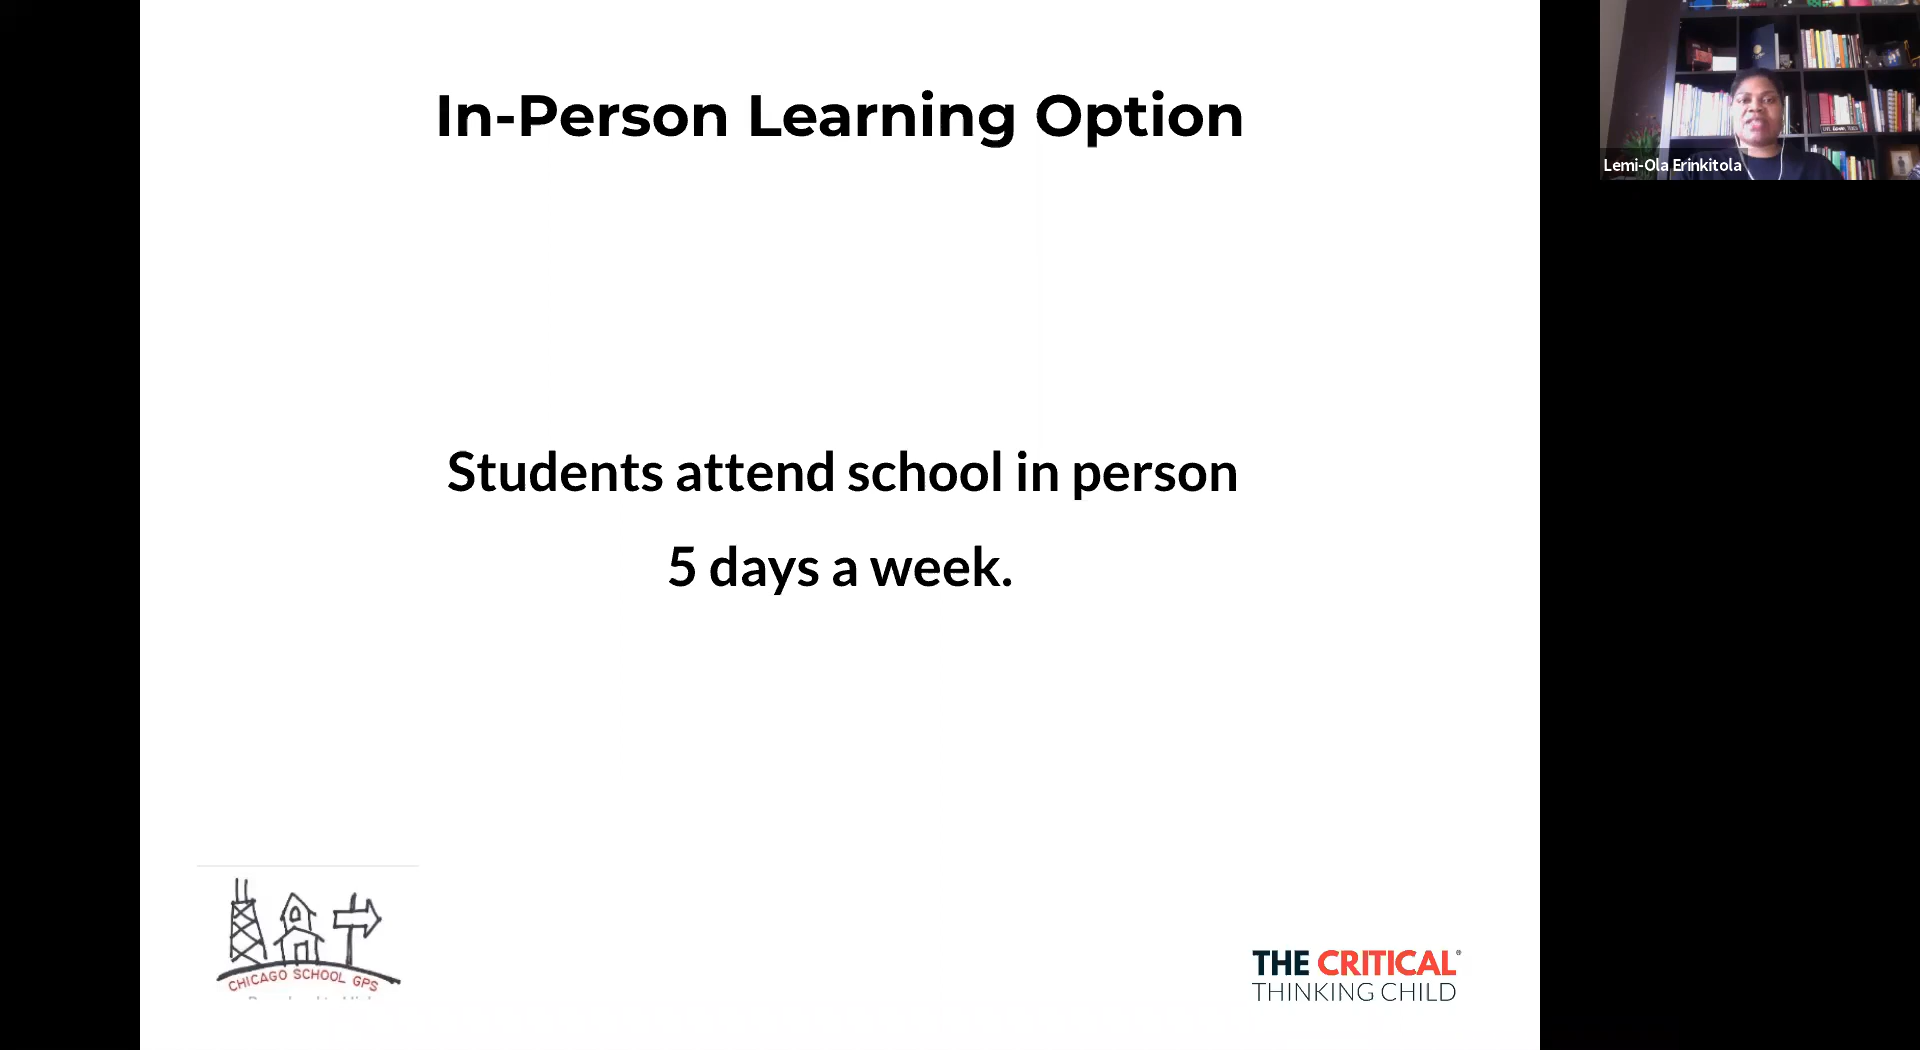 In-Person Learning Option
Lemi-Ola Erinkitola
Students attend school in person
5 days a week.
CHICAGO SCHOOL GPS
THE CRITICAL®
THINKING CHILD